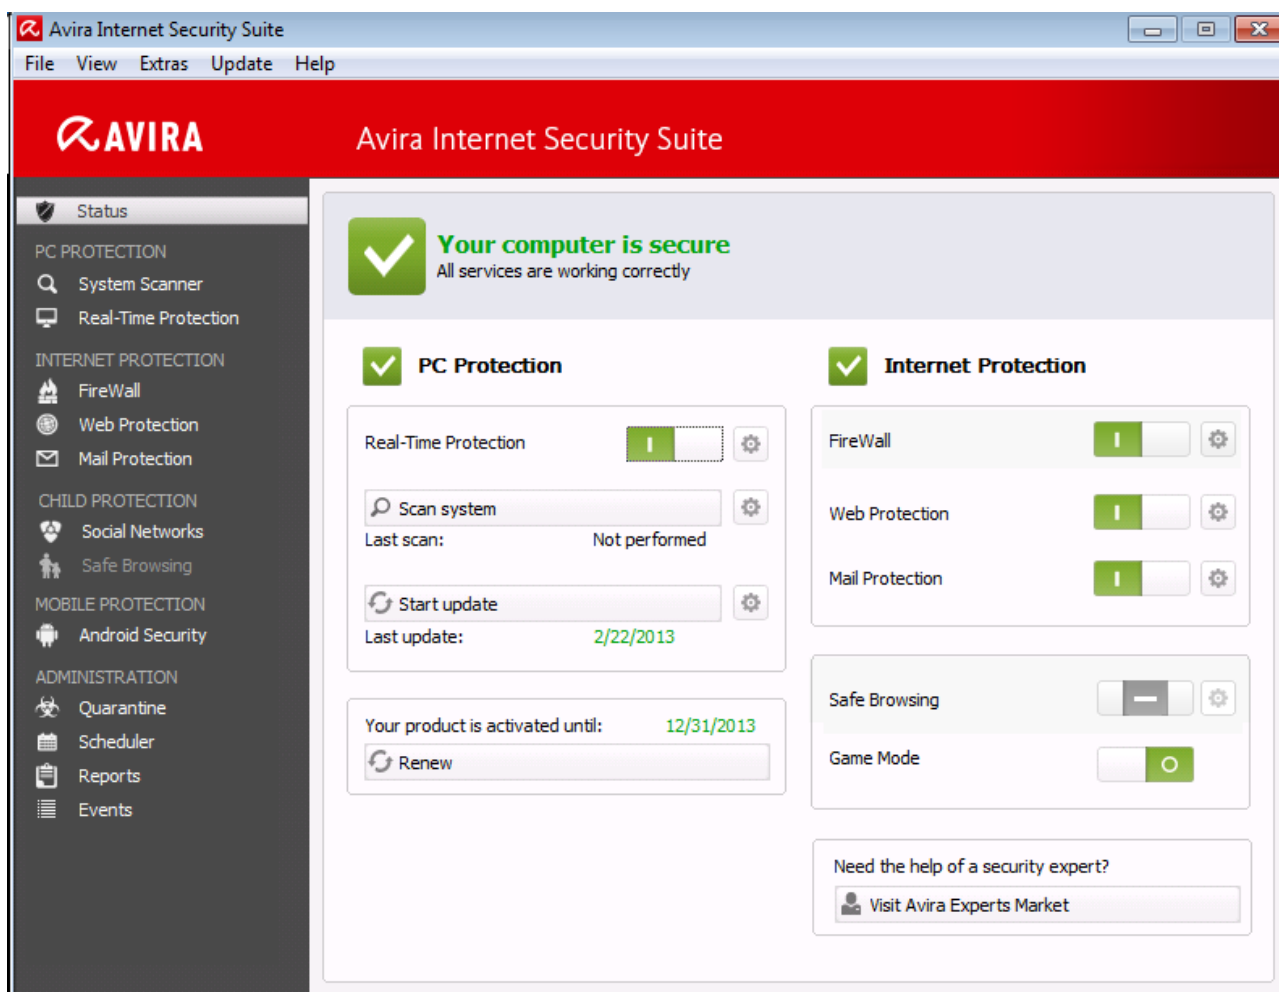 Avira Internet Security Suite
File View Extras Update Help
AVIRA Avira Internet Security Suite
Status
PC PROTECTION
System Scanner
Real-Time Protection
INTERNET PROTECTION
FireWall
Web Protection
Mail Protection
CHILD PROTECTION
Social Networks
Safe Browsing
MOBILE PROTECTION
Android Security
ADMINISTRATION
Quarantine
Scheduler
Reports
Events
Your computer is secure
All services are working correctly
PC Protection
Real-Time Protection
Scan system
Last scan: Not performed
Start update
Last update: 2/22/2013
Your product is activated until: 12/31/2013
Renew
Internet Protection
FireWall
Web Protection
Mail Protection
Safe Browsing
Game Mode
Need the help of a security expert?
Visit Avira Experts Market